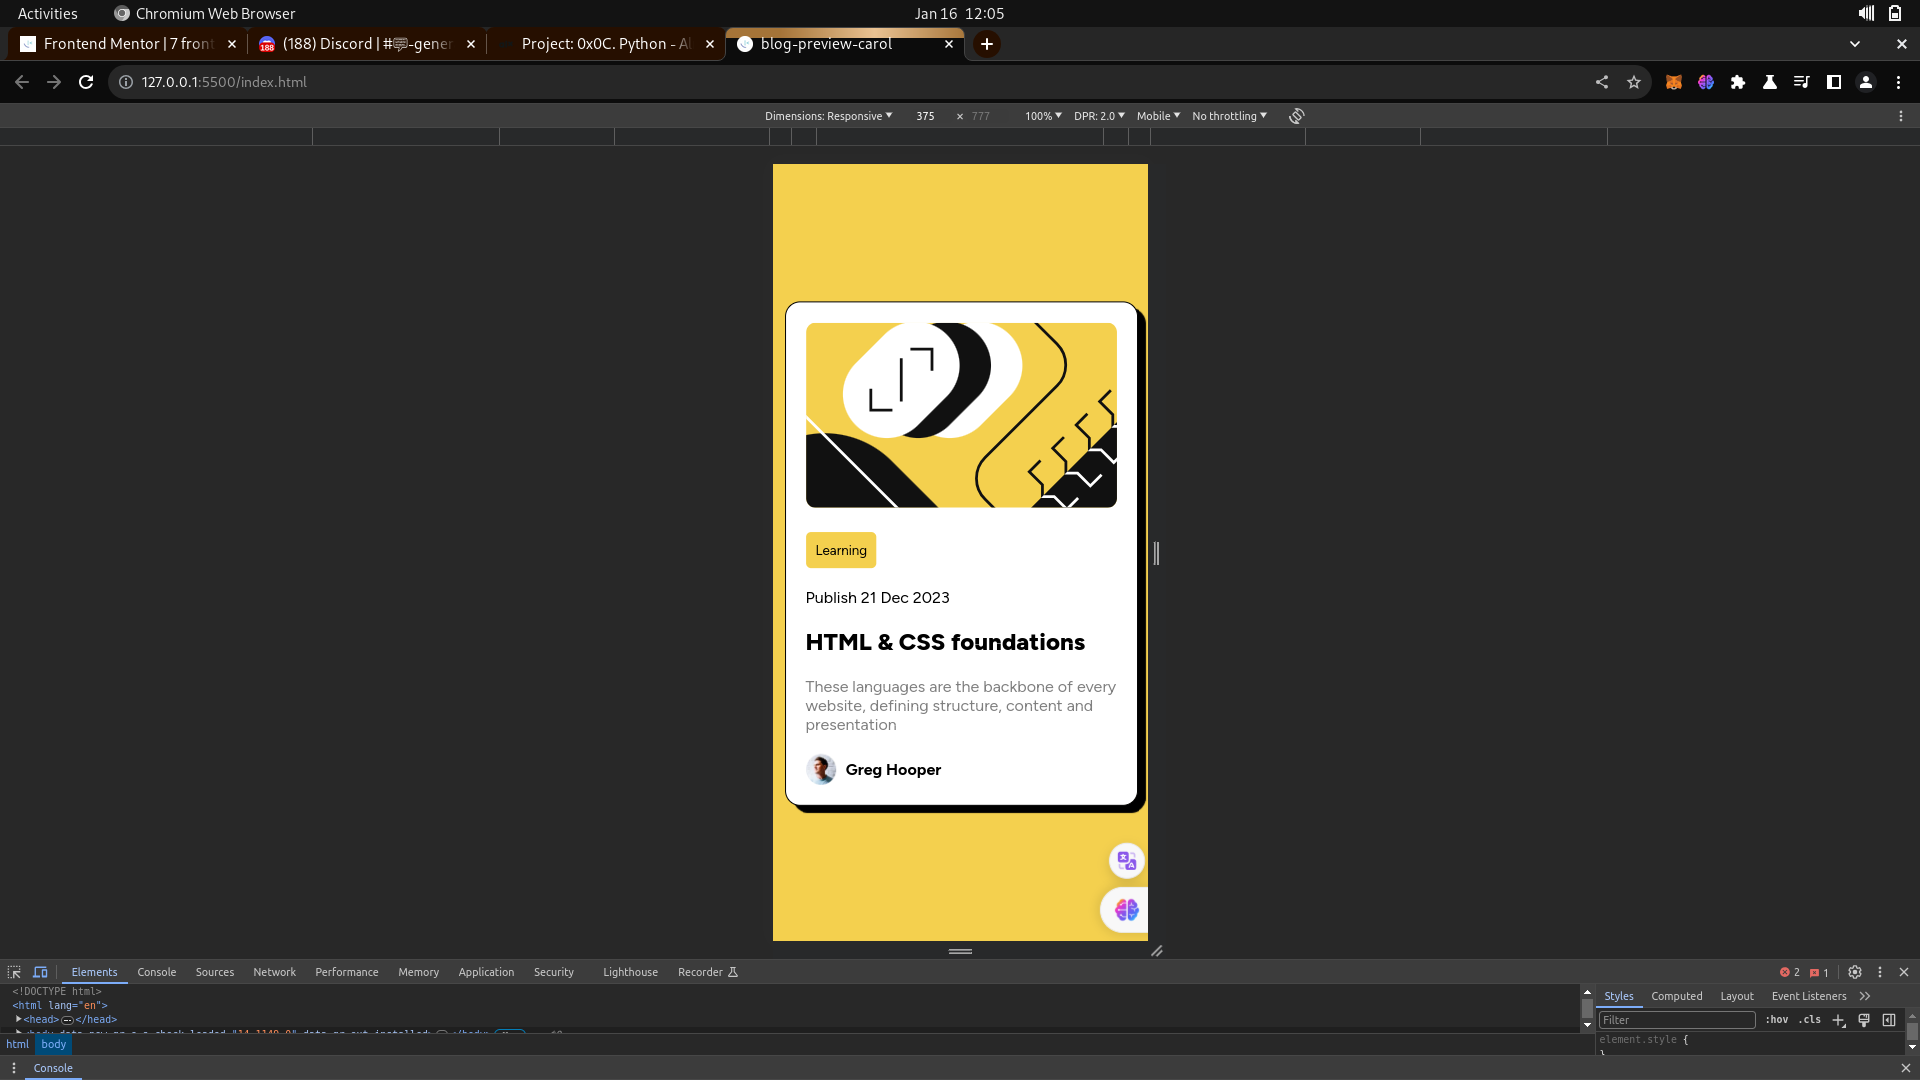 Activities
Chromium Web Browser
Jan 16 12:05
Frontend Mentor | 7 front
(188) Discord | #💬-gener
Project: 0x0C. Python - Al
blog-preview-carol
127.0.0.1:5500/index.html
Dimensions: Responsive
375
×
777
100%
DPR: 2.0
Mobile
No throttling
Learning
Publish 21 Dec 2023
HTML & CSS foundations
These languages are the backbone of every
website, defining structure, content and
presentation
Greg Hooper
Elements
Console
Sources
Network
Performance
Memory
Application
Security
Lighthouse
Recorder
2
1
<!DOCTYPE html>
<html lang="en">
<head>…</head>
Styles
Computed
Layout
Event Listeners
Filter
:hov
.cls
element.style {
}
html
body
Console